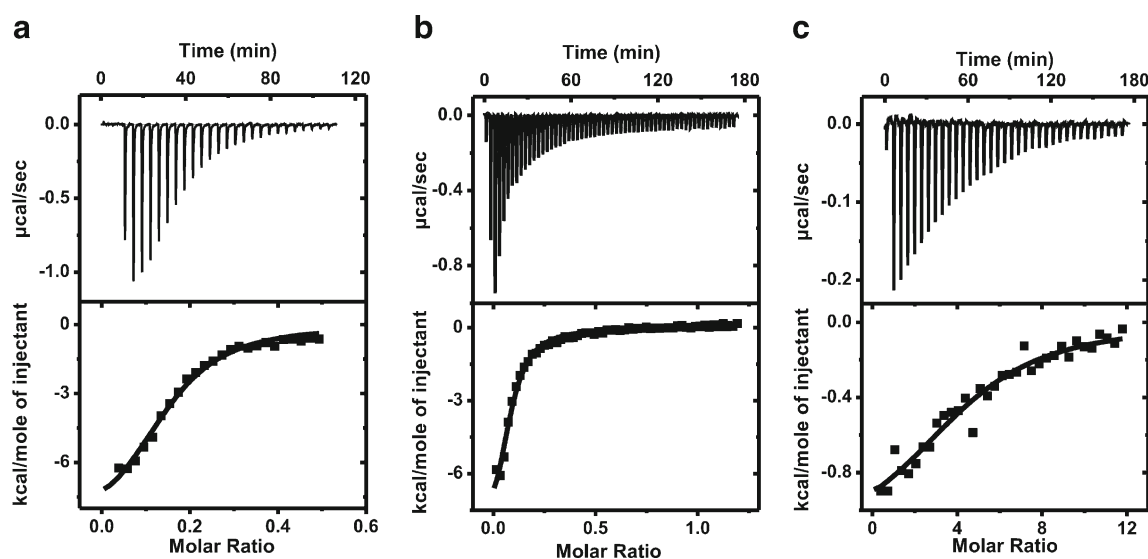 a
Time (min)
0 40 80 120
0.0
-0.5
-1.0
µcal/sec
0
-3
-6
kcal/mole of injectant
0.0 0.2 0.4 0.6
Molar Ratio
b
Time (min)
0 60 120 180
0.0
-0.4
-0.8
µcal/sec
0
-3
-6
kcal/mole of injectant
0.0 0.5 1.0
Molar Ratio
c
Time (min)
0 60 120 180
0.0
-0.1
-0.2
µcal/sec
0.0
-0.4
-0.8
kcal/mole of injectant
0 4 8 12
Molar Ratio